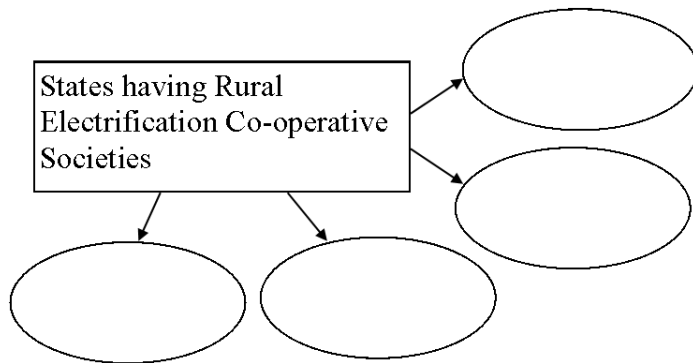 States having Rural
Electrification Co-operative
Societies